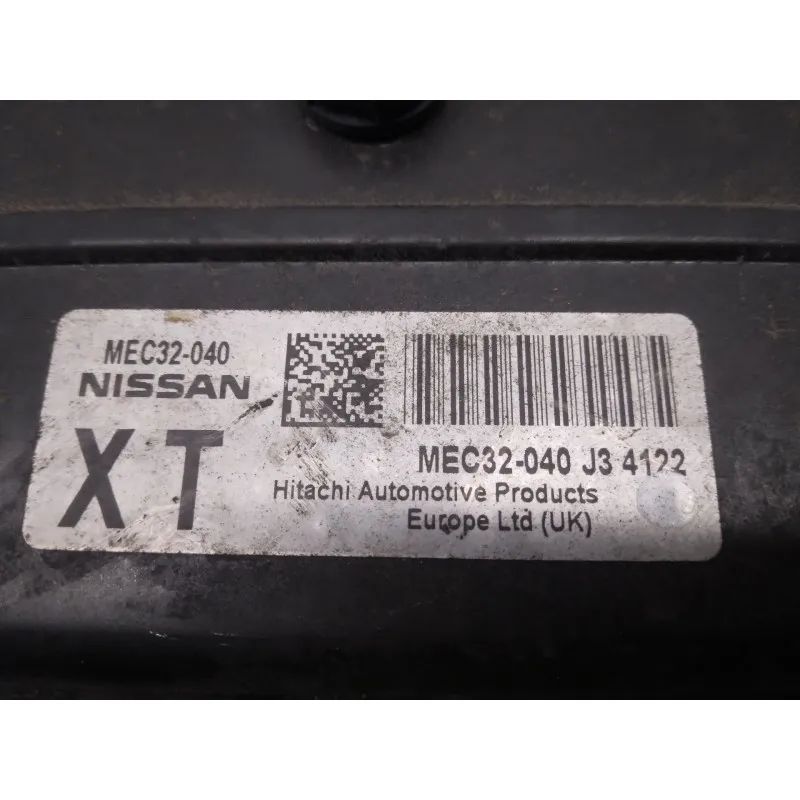 MEC32-040
NISSAN
XT
MEC32-040 J3 4122
Hitachi Automotive Products
Europe Ltd (UK)